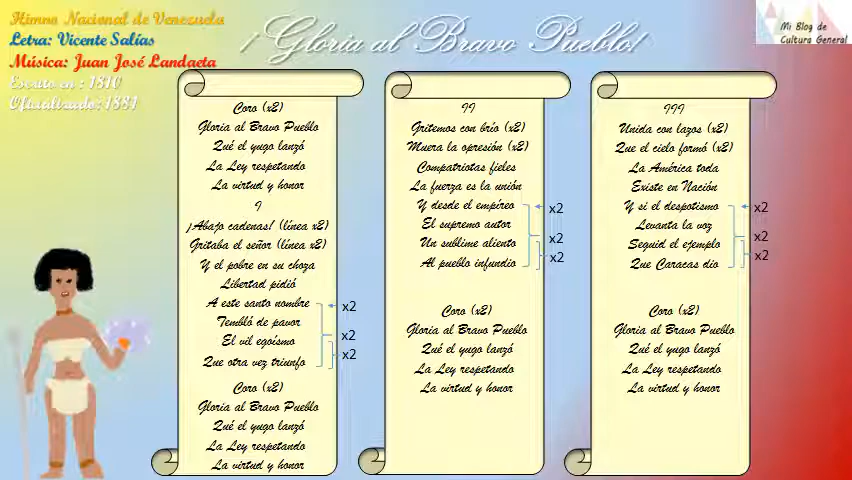 Himno Nacional de Venezuela
Letra: Vicente Salías
Música: Juan José Landaeta
Escrito en : 1810
Oficializado: 1881
¡Gloria al Bravo Pueblo!
Mi Blog de
Cultura General
Coro (x2)
Gloria al Bravo Pueblo
Qué el yugo lanzó
La Ley respetando
La virtud y honor
I
¡Abajo cadenas! (línea x2)
Gritaba el señor (línea x2)
Y el pobre en su choza
Libertad pidió
A este santo nombre
x2
Tembló de pavor
El vil egoísmo
x2
Que otra vez triunfo
x2
Coro (x2)
Gloria al Bravo Pueblo
Qué el yugo lanzó
La Ley respetando
La virtud y honor
II
Gritemos con brío (x2)
Muera la opresión (x2)
Compatriotas fieles
La fuerza es la unión
Y desde el empíreo
x2
El supremo autor
Un sublime aliento
x2
Al pueblo infundio
x2
Coro (x2)
Gloria al Bravo Pueblo
Qué el yugo lanzó
La Ley respetando
La virtud y honor
III
Unida con lazos (x2)
Que el cielo formó (x2)
La América toda
Existe en Nación
Y si el despotismo
x2
Levanta la voz
Seguid el ejemplo
x2
Que Caracas dio
x2
Coro (x2)
Gloria al Bravo Pueblo
Qué el yugo lanzó
La Ley respetando
La virtud y honor